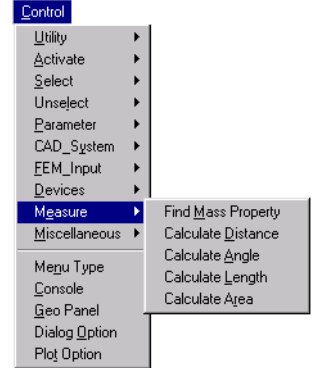 Control
Utility
Activate
Select
Unselect
Parameter
CAD_System
FEM_Input
Devices
Measure
Miscellaneous
Menu Type
Console
Geo Panel
Dialog Option
Plot Option
Find Mass Property
Calculate Distance
Calculate Angle
Calculate Length
Calculate Area